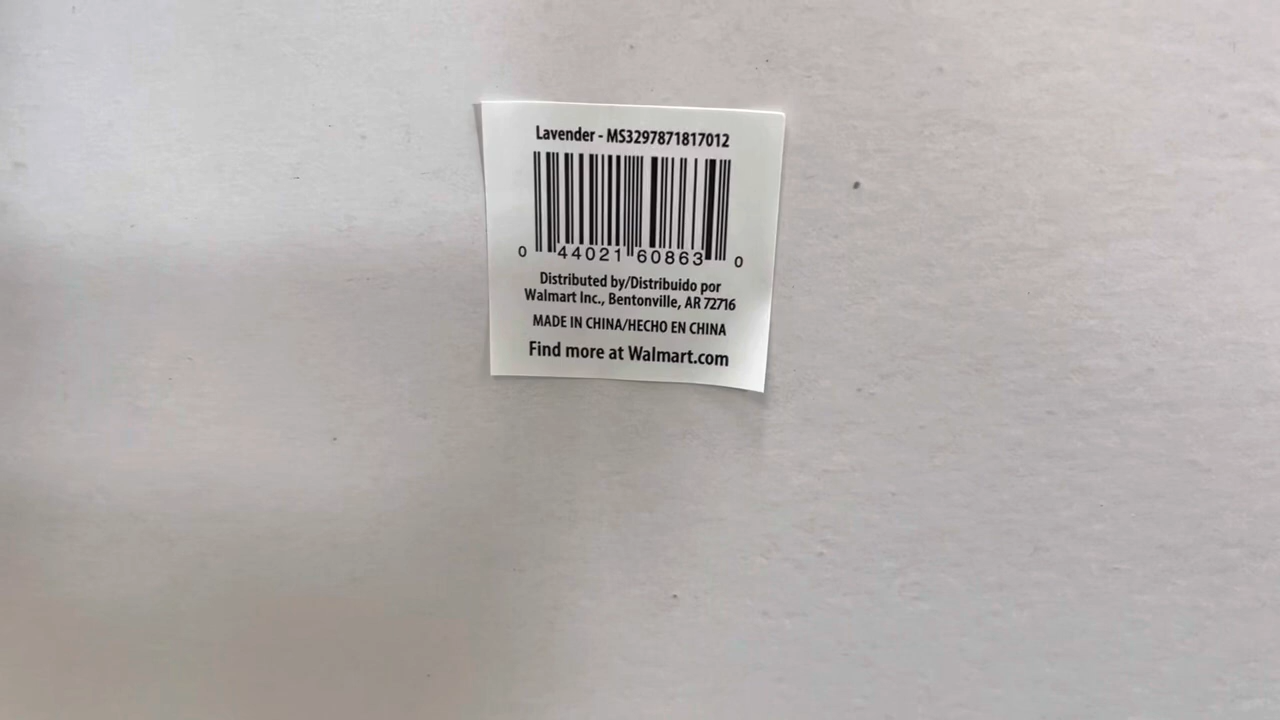 Lavender - MS3297871817012
0 44021 60863 0
Distributed by/Distribuido por
Walmart Inc., Bentonville, AR 72716
MADE IN CHINA/HECHO EN CHINA
Find more at Walmart.com